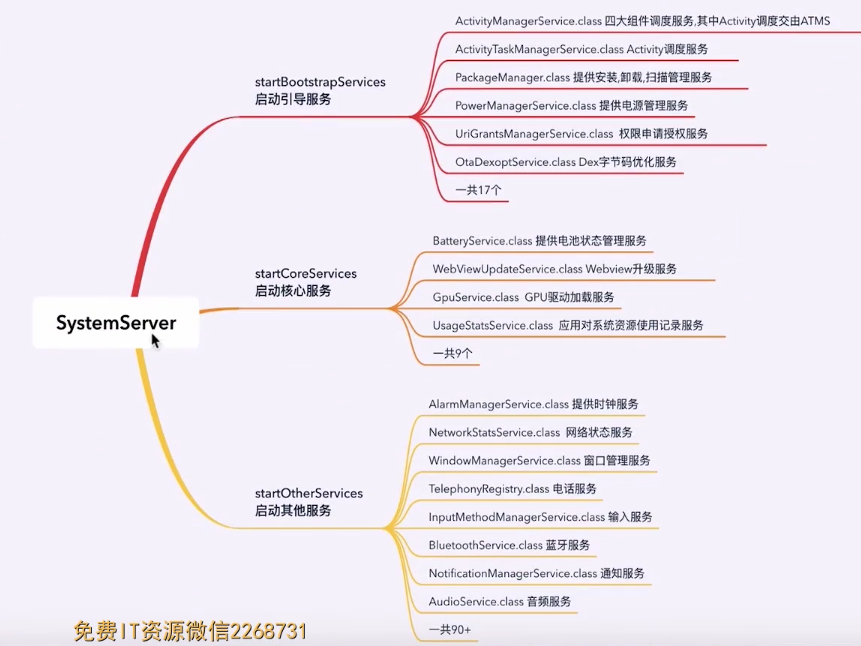 SystemServer
startBootstrapServices
启动引导服务
ActivityManagerService.class 四大组件调度服务,其中Activity调度交由ATMS
ActivityTaskManagerService.class Activity调度服务
PackageManager.class 提供安装,卸载,扫描管理服务
PowerManagerService.class 提供电源管理服务
UriGrantsManagerService.class 权限申请授权服务
OtaDexoptService.class Dex字节码优化服务
一共17个
startCoreServices
启动核心服务
BatteryService.class 提供电池状态管理服务
WebViewUpdateService.class Webview升级服务
GpuService.class GPU驱动加载服务
UsageStatsService.class 应用对系统资源使用记录服务
一共9个
startOtherServices
启动其他服务
AlarmManagerService.class 提供时钟服务
NetworkStatsService.class 网络状态服务
WindowManagerService.class 窗口管理服务
TelephonyRegistry.class 电话服务
InputMethodManagerService.class 输入服务
BluetoothService.class 蓝牙服务
NotificationManagerService.class 通知服务
AudioService.class 音频服务
一共90+
免费IT资源微信2268731